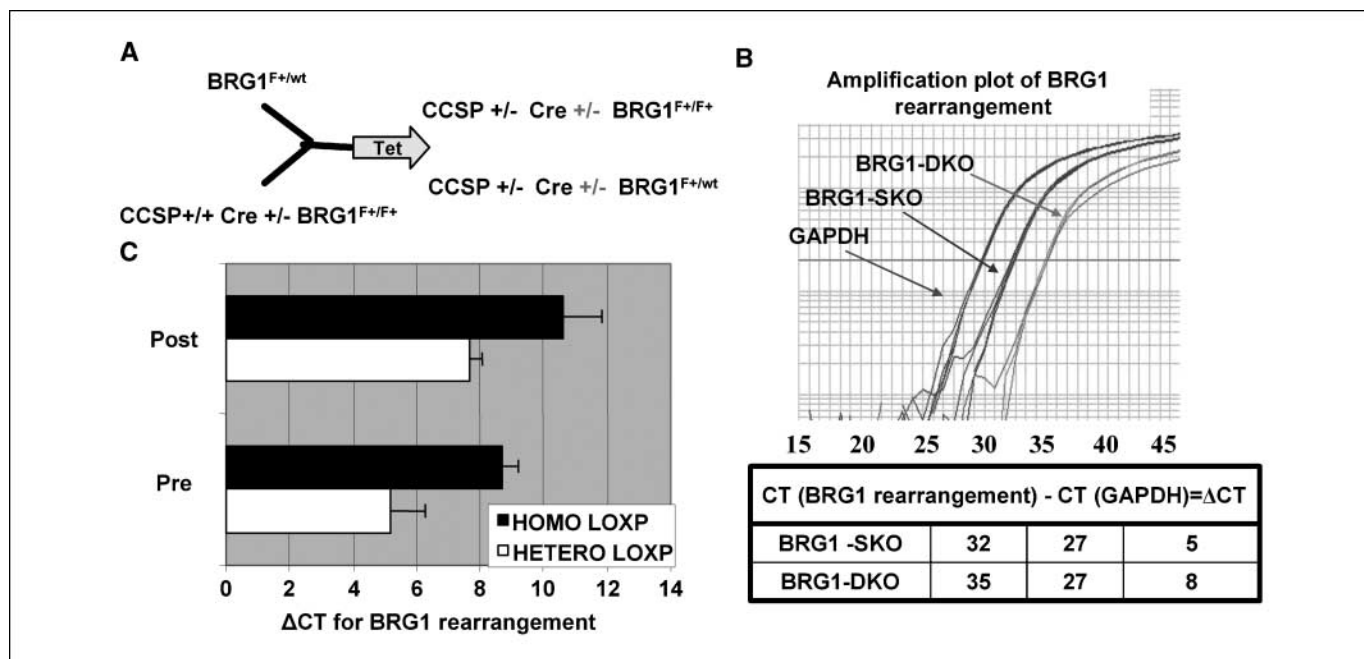 A
BRG1F+/wt
Tet
CCSP +/- Cre +/- BRG1F+/F+
CCSP +/- Cre +/- BRG1F+/wt
CCSP+/+ Cre +/- BRG1F+/F+
B
Amplification plot of BRG1
rearrangement
BRG1-DKO
BRG1-SKO
GAPDH
15 20 25 30 35 40 45
CT (BRG1 rearrangement) - CT (GAPDH)=ΔCT
BRG1 -SKO 32 27 5
BRG1-DKO 35 27 8
C
Post
Pre
HOMO LOXP
HETERO LOXP
0 2 4 6 8 10 12 14
ΔCT for BRG1 rearrangement